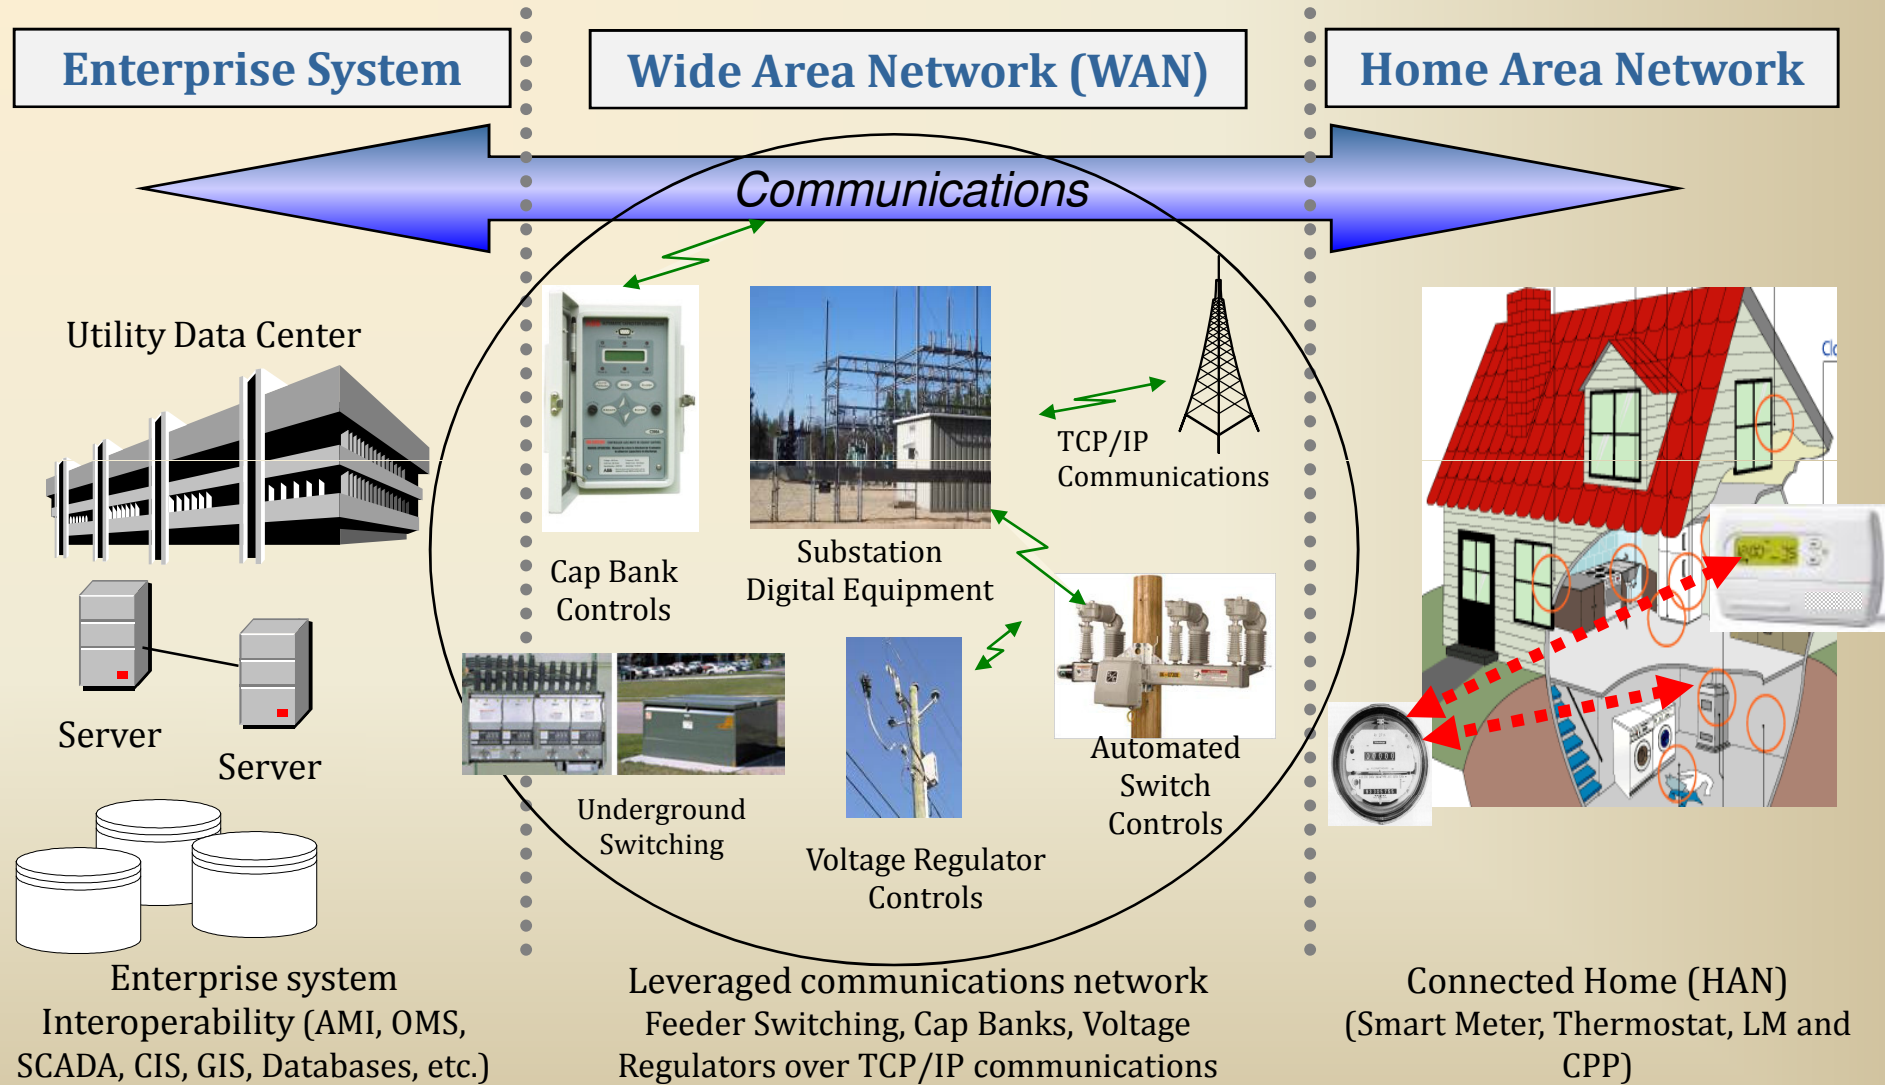 Enterprise System
Wide Area Network (WAN)
Home Area Network
Communications
Utility Data Center
Server
Server
Enterprise system
Interoperability (AMI, OMS,
SCADA, CIS, GIS, Databases, etc.)
Cap Bank
Controls
Substation
Digital Equipment
TCP/IP
Communications
Underground
Switching
Voltage Regulator
Controls
Automated
Switch
Controls
Leveraged communications network
Feeder Switching, Cap Banks, Voltage
Regulators over TCP/IP communications
Clo
ABB
Connected Home (HAN)
(Smart Meter, Thermostat, LM and
CPP)